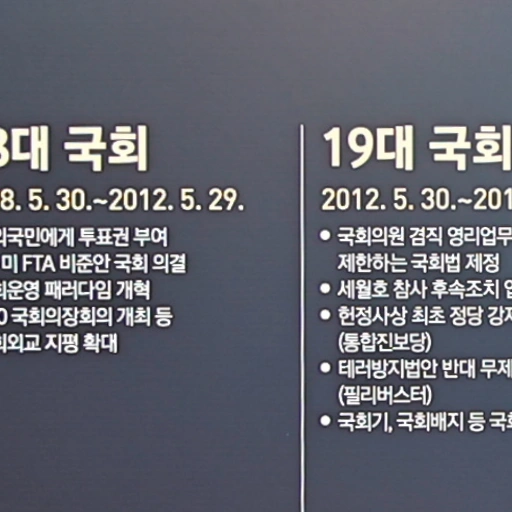 8대 국회
8. 5. 30.~2012. 5. 29.
외국민에게 투표권 부여
미 FTA 비준안 국회 의결
회운영 패러다임 개혁
0 국회의장회의 개최 등
회외교 지평 확대
19대 국회
2012. 5. 30.~201
• 국회의원 겸직 영리업무
제한하는 국회법 제정
• 세월호 참사 후속조치
• 헌정사상 최초 정당 강제
(통합진보당)
• 테러방지법안 반대 무제
(필리버스터)
• 국회기, 국회배지 등 국회